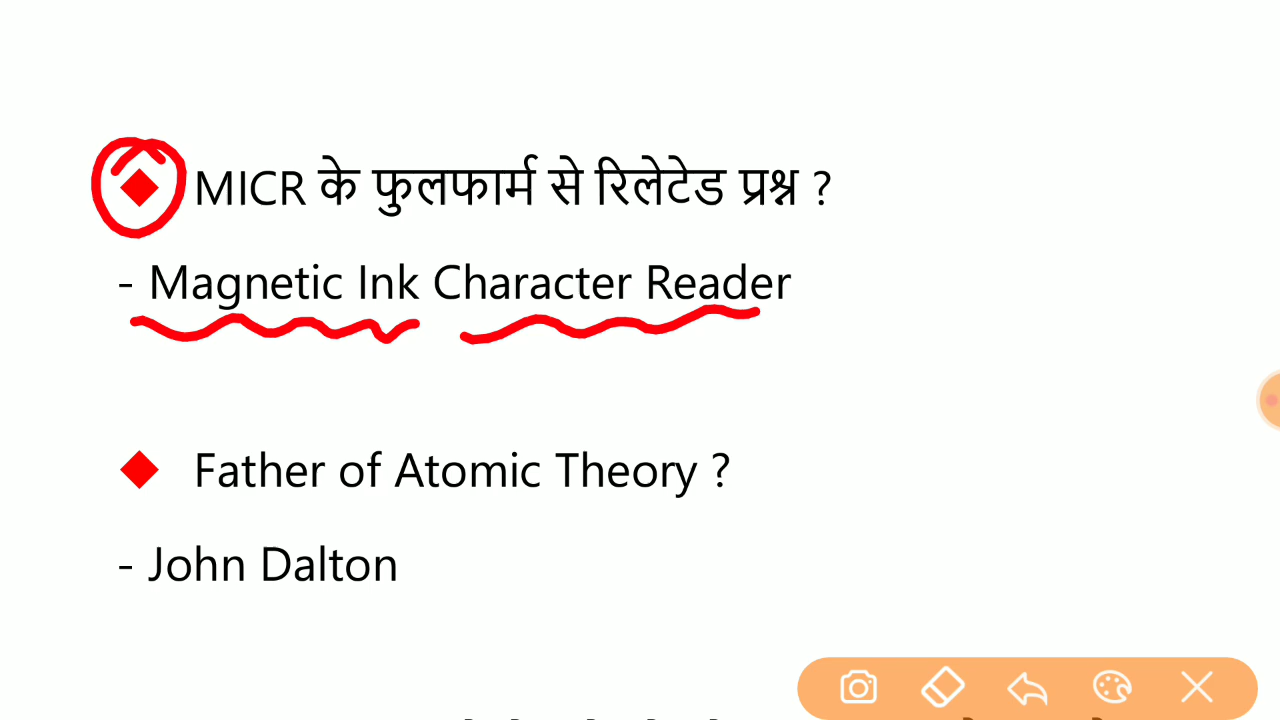 MICR के फुलफार्म से रिलेटेड प्रश्न ?
- Magnetic Ink Character Reader
Father of Atomic Theory ?
- John Dalton